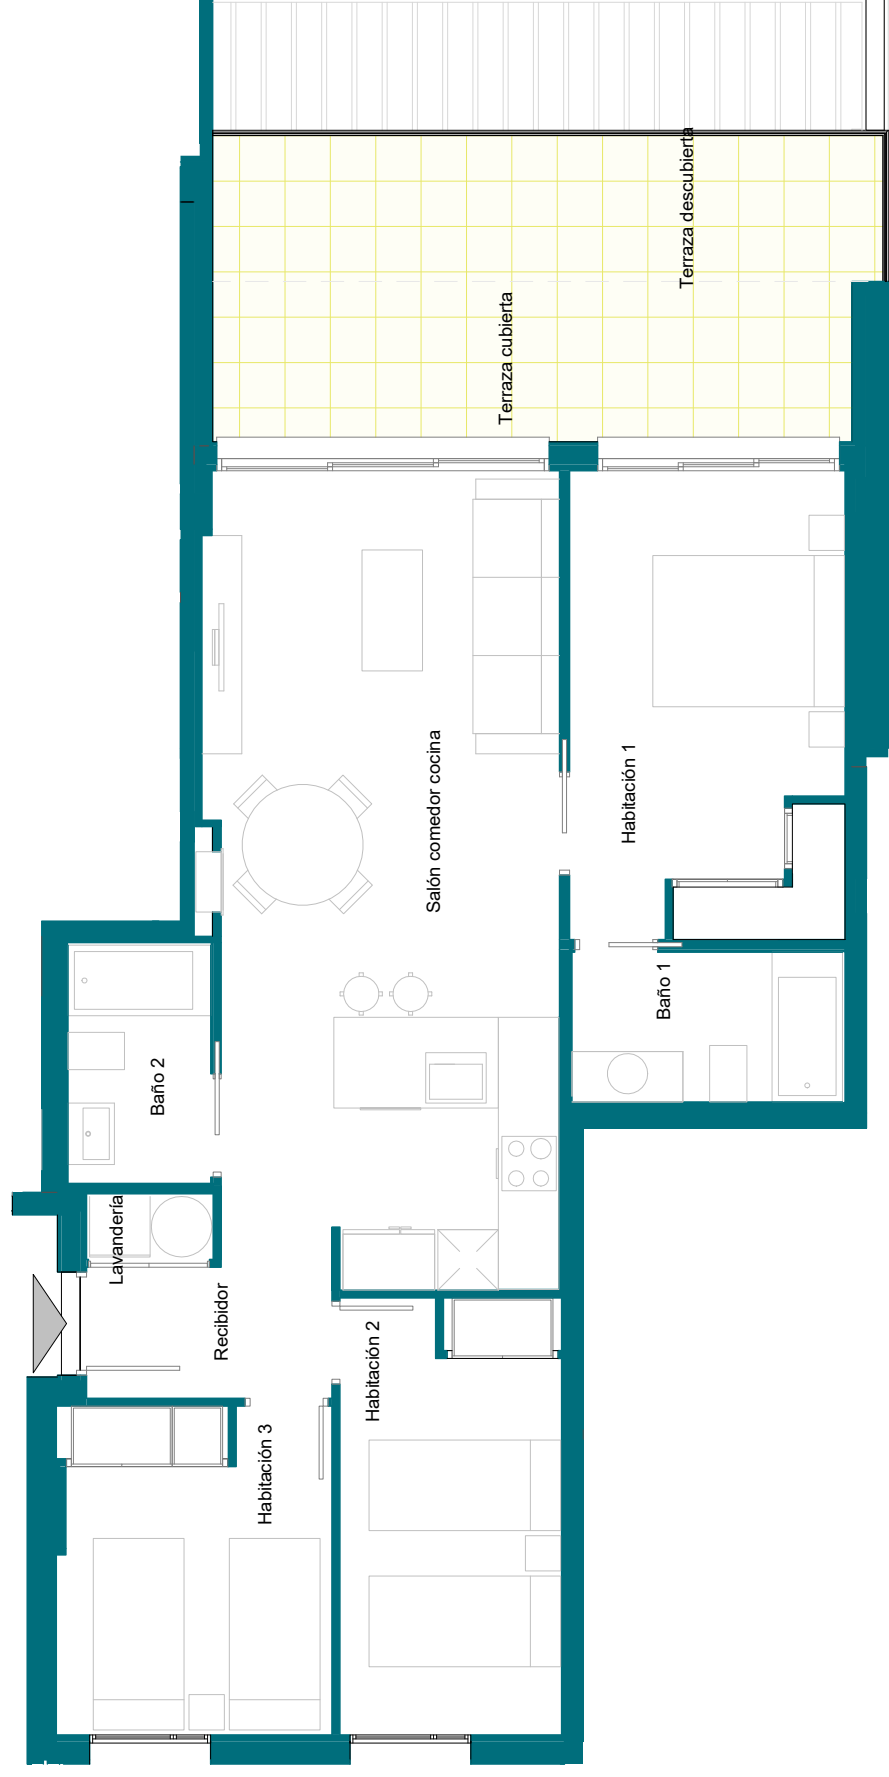 Terraza descubierta
Terraza cubierta
Salón comedor cocina
Habitación 1
Baño 1
Baño 2
Lavandería
Recibidor
Habitación 2
Habitación 3